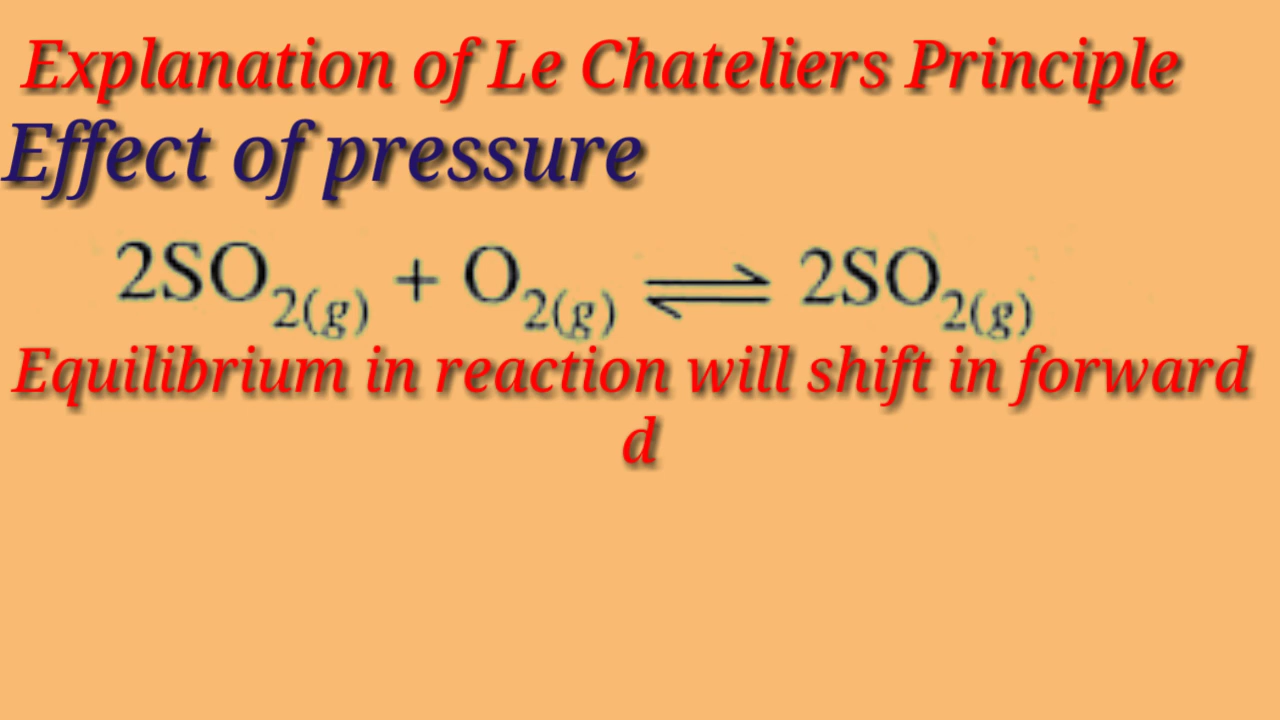 Explanation of Le Chateliers Principle
Effect of pressure
2SO2(g) + O2(g) ⇌ 2SO2(g)
Equilibrium in reaction will shift in forward
d